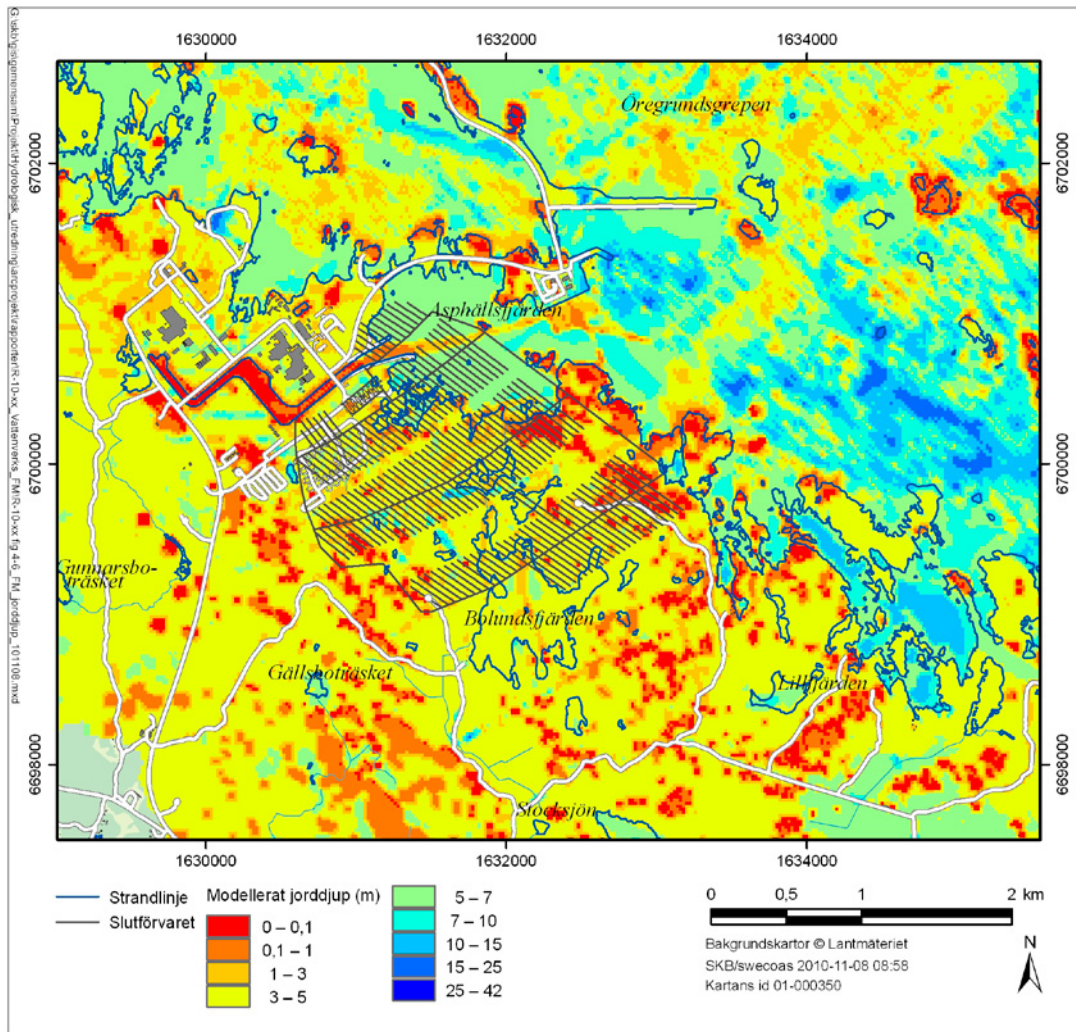 1630000 1632000 1634000
6702000 6702000
6700000 6700000
6698000 6698000
Öregrundsgrepen
Asphällsfjärden
Gunnarsbo-
träsket
Bolundsfjärden
Gällsboträsket
Lillfjärden
Stocksjön
1630000 1632000 1634000
Strandlinje
Slutförvaret
Modellerat jorddjup (m)
0 – 0,1
0,1 – 1
1 – 3
3 – 5
5 – 7
7 – 10
10 – 15
15 – 25
25 – 42
0 0,5 1 2 km
Bakgrundskartor © Lantmäteriet
SKB/swecoas 2010-11-08 08:58
Kartans id 01-000350
N